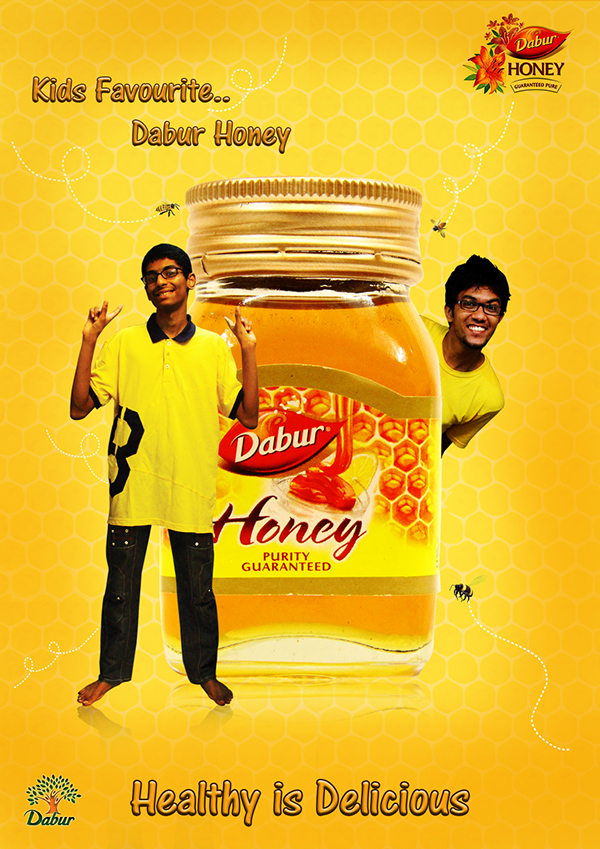 Kids Favourite..
Dabur Honey
Dabur
HONEY
GUARANTEED PURE
Dabur
Honey
PURITY
GUARANTEED
Healthy is Delicious
Dabur